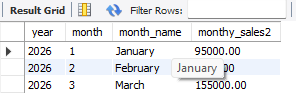 Result Grid Filter Rows:
year month month_name monthy_sales2
2026 1 January 95000.00
2026 2 February January
2026 3 March 155000.00